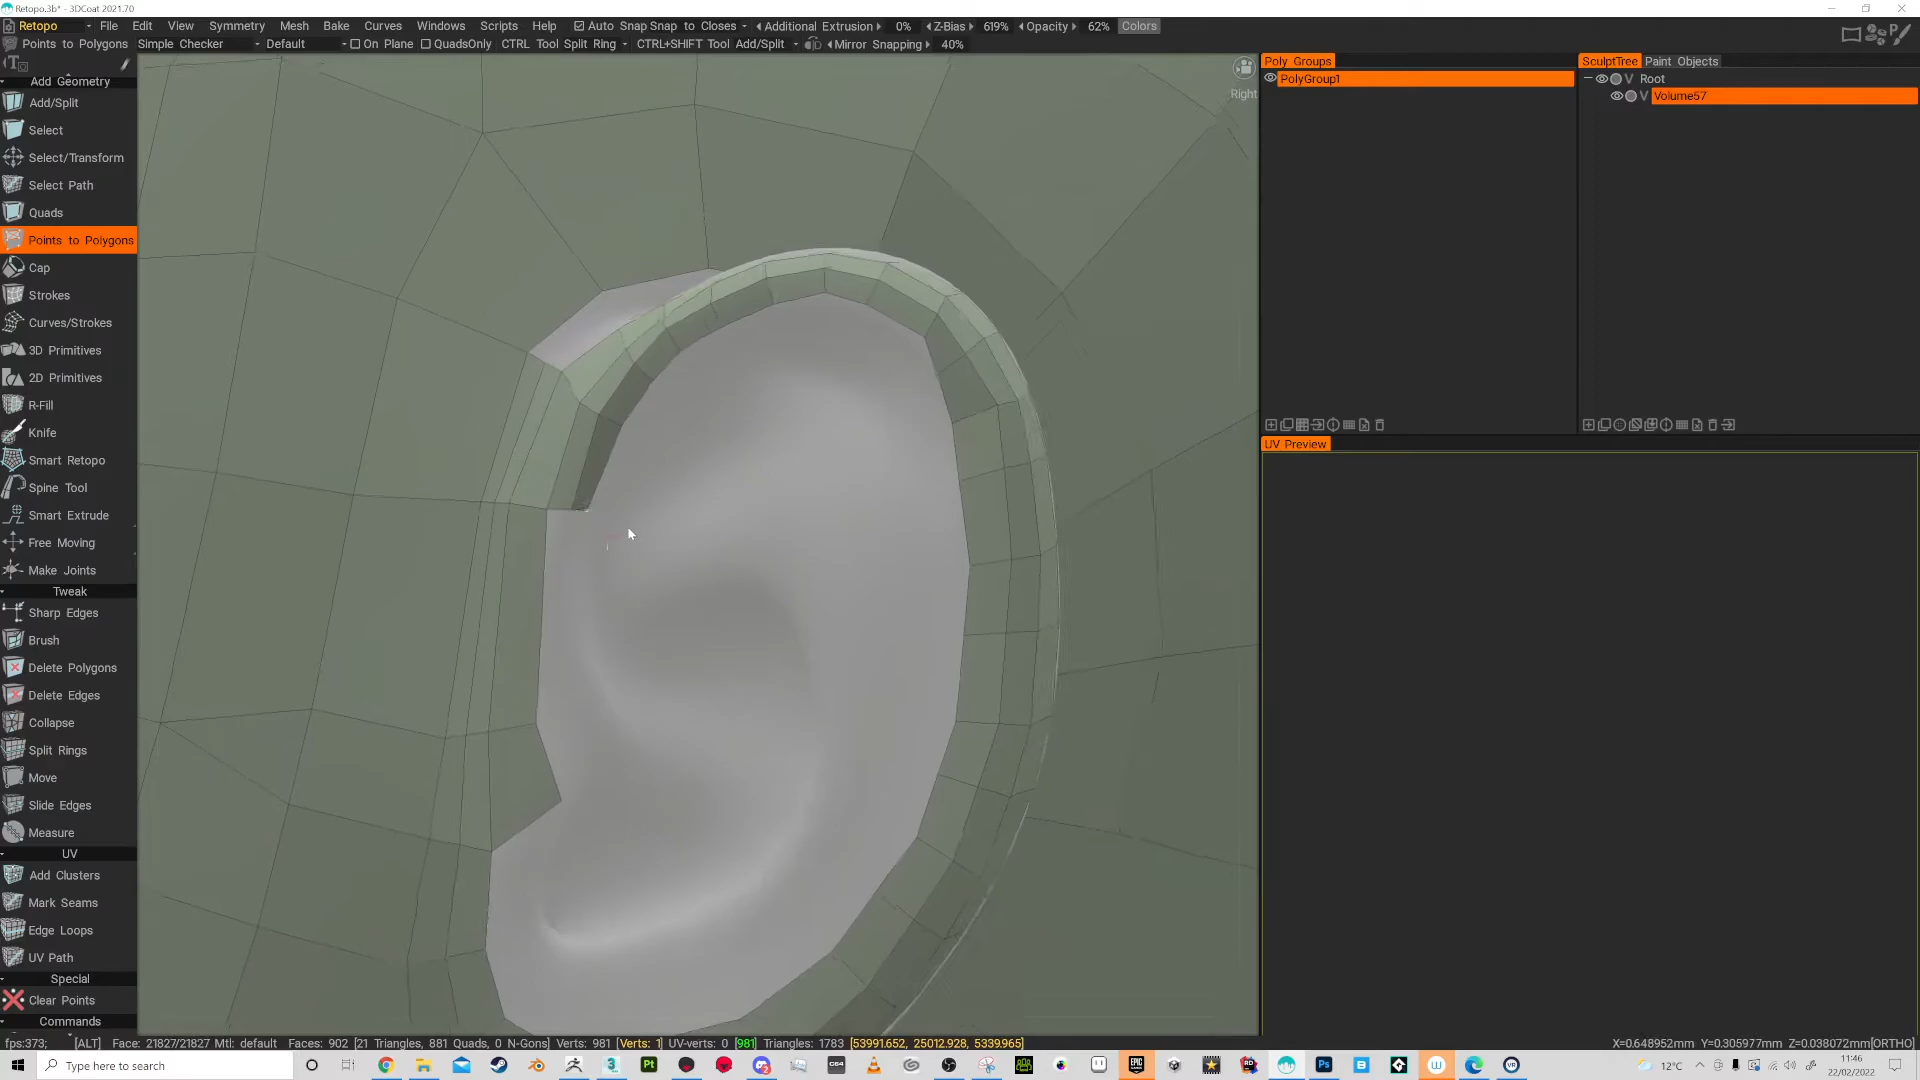 Retopo.3b* - 3DCoat 2021.70
Retopo File Edit View Symmetry Mesh Bake Curves Windows Scripts Help Auto Snap Snap to Closes Additional Extrusion 0% Z-Bias 619% Opacity 62% Colors
Points to Polygons Simple Checker Default On Plane QuadsOnly CTRL Tool Split Ring CTRL+SHIFT Tool Add/Split Mirror Snapping 40%
Add Geometry
Add/Split
Select
Select/Transform
Select Path
Quads
Points to Polygons
Cap
Strokes
Curves/Strokes
3D Primitives
2D Primitives
R-Fill
Knife
Smart Retopo
Spine Tool
Smart Extrude
Free Moving
Make Joints
Tweak
Sharp Edges
Brush
Delete Polygons
Delete Edges
Collapse
Split Rings
Move
Slide Edges
Measure
UV
Add Clusters
Mark Seams
Edge Loops
UV Path
Special
Clear Points
Commands
Right
Poly Groups
PolyGroup1
SculptTree Paint Objects
V Root
V Volume57
UV Preview
fps:373; [ALT] Face: 21827/21827 Mtl: default Faces: 902 [21 Triangles, 881 Quads, 0 N-Gons] Verts: 981 [Verts: 1] UV-verts: 0 [981] Triangles: 1783 [53991.652, 25012.928, 5339.965] X=0.648952mm Y=0.305977mm Z=0.038072mm[ORTHO]
Type here to search
Pt
C64
EPIC
Ps
B
W
12°C
11:46
22/02/2022